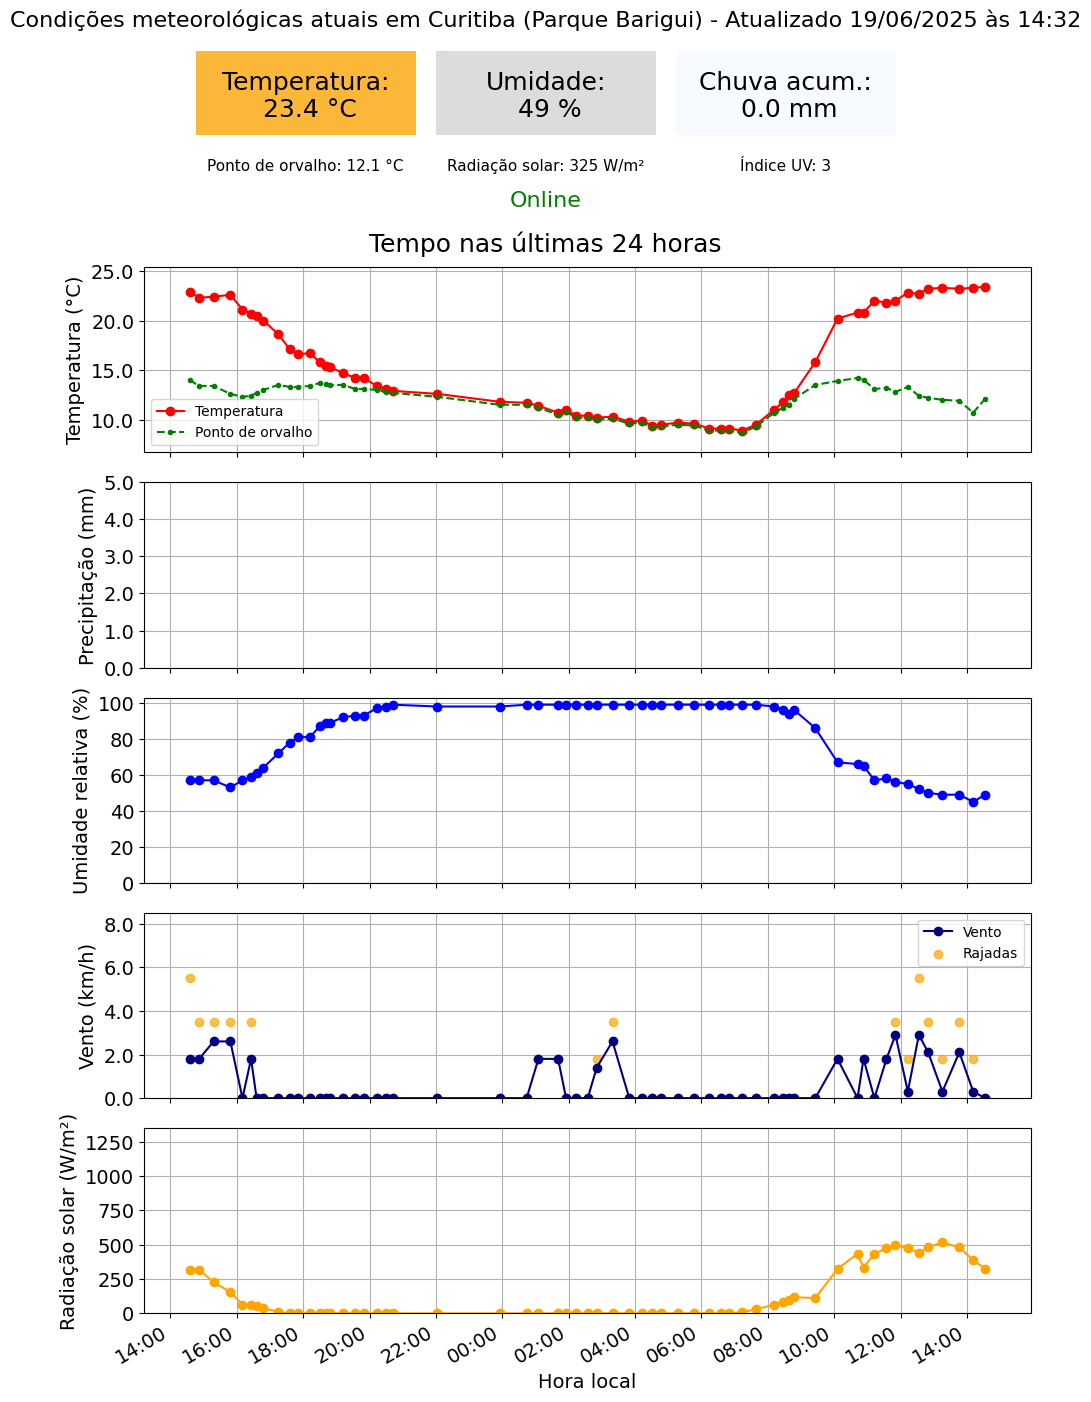 Condições meteorológicas atuais em Curitiba (Parque Barigui) - Atualizado 19/06/2025 às 14:32
Temperatura:
23.4 °C
Umidade:
49 %
Chuva acum.:
0.0 mm
Ponto de orvalho: 12.1 °C
Radiação solar: 325 W/m²
Índice UV: 3
Online
Tempo nas últimas 24 horas
Temperatura (°C)
25.0
20.0
15.0
10.0
Temperatura
Ponto de orvalho
Precipitação (mm)
5.0
4.0
3.0
2.0
1.0
0.0
Umidade relativa (%)
100
80
60
40
20
0
Vento (km/h)
8.0
6.0
4.0
2.0
0.0
Vento
Rajadas
Radiação solar (W/m²)
1250
1000
750
500
250
0
14:00
16:00
18:00
20:00
22:00
00:00
02:00
04:00
06:00
08:00
10:00
12:00
14:00
Hora local